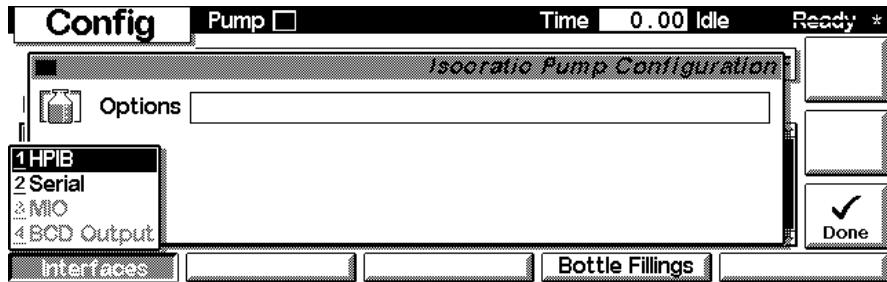 Config Pump Time 0.00 Idle Ready *
Isocratic Pump Configuration
Options
1 HPIB
2 Serial
3 MIO
4 BCD Output
Done
Interfaces Bottle Fillings